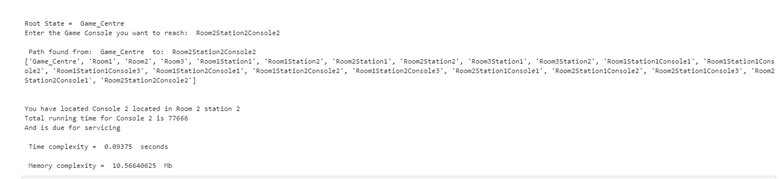 Root State =  Game_Centre
Enter the Game Console you want to reach:  Room2Station2Console2
Path found from:  Game_Centre  to:  Room2Station2Console2
['Game_Centre', 'Room1', 'Room2', 'Room3', 'Room1Station1', 'Room1Station2', 'Room2Station1', 'Room2Station2', 'Room3Station1', 'Room3Station2', 'Room1Station1Console1', 'Room1Station1Cons
ole2', 'Room1Station1Console3', 'Room1Station2Console1', 'Room1Station2Console2', 'Room1Station2Console3', 'Room2Station1Console1', 'Room2Station1Console2', 'Room2Station1Console3', 'Room2
Station2Console1', 'Room2Station2Console2']
You have located Console 2 located in Room 2 station 2
Total running time for Console 2 is 77666
And is due for servicing
Time complexity =  0.09375  seconds
Memory complexity =  10.56640625  Mb